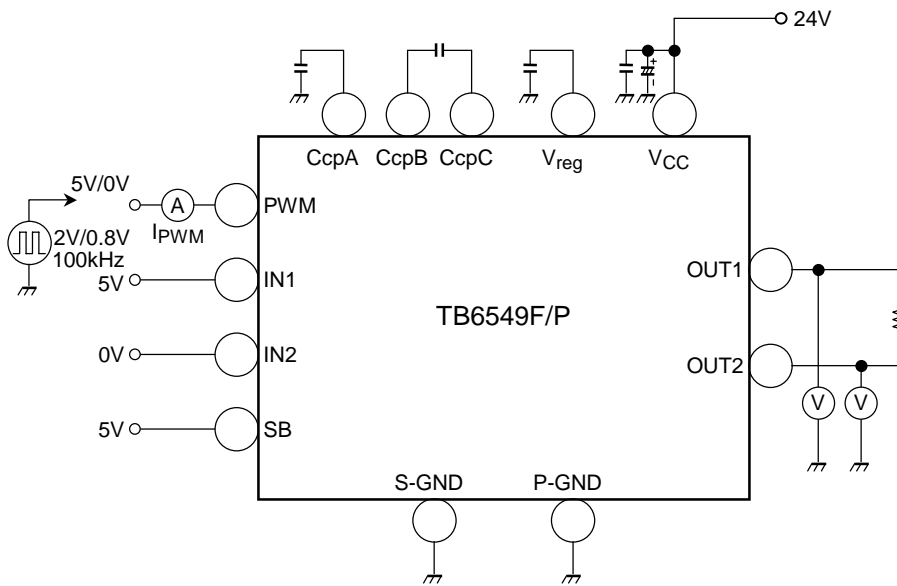 24V
CcpA CcpB CcpC Vreg VCC
5V/0V
A
PWM
IPWM
2V/0.8V
100kHz
5V
IN1
OUT1
TB6549F/P
0V
IN2
OUT2
V V
5V
SB
S-GND P-GND
+
−